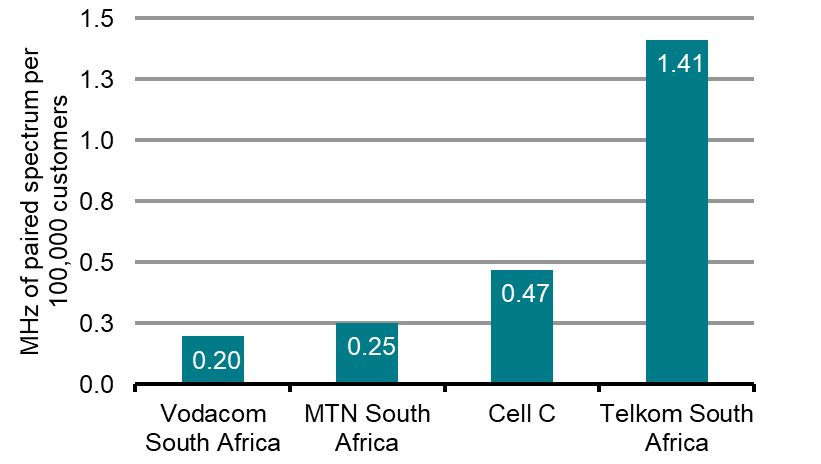 MHz of paired spectrum per
100,000 customers
1.5
1.3
1.0
0.8
0.5
0.3
0.0
0.20
0.25
0.47
1.41
Vodacom
South Africa
MTN South
Africa
Cell C
Telkom South
Africa